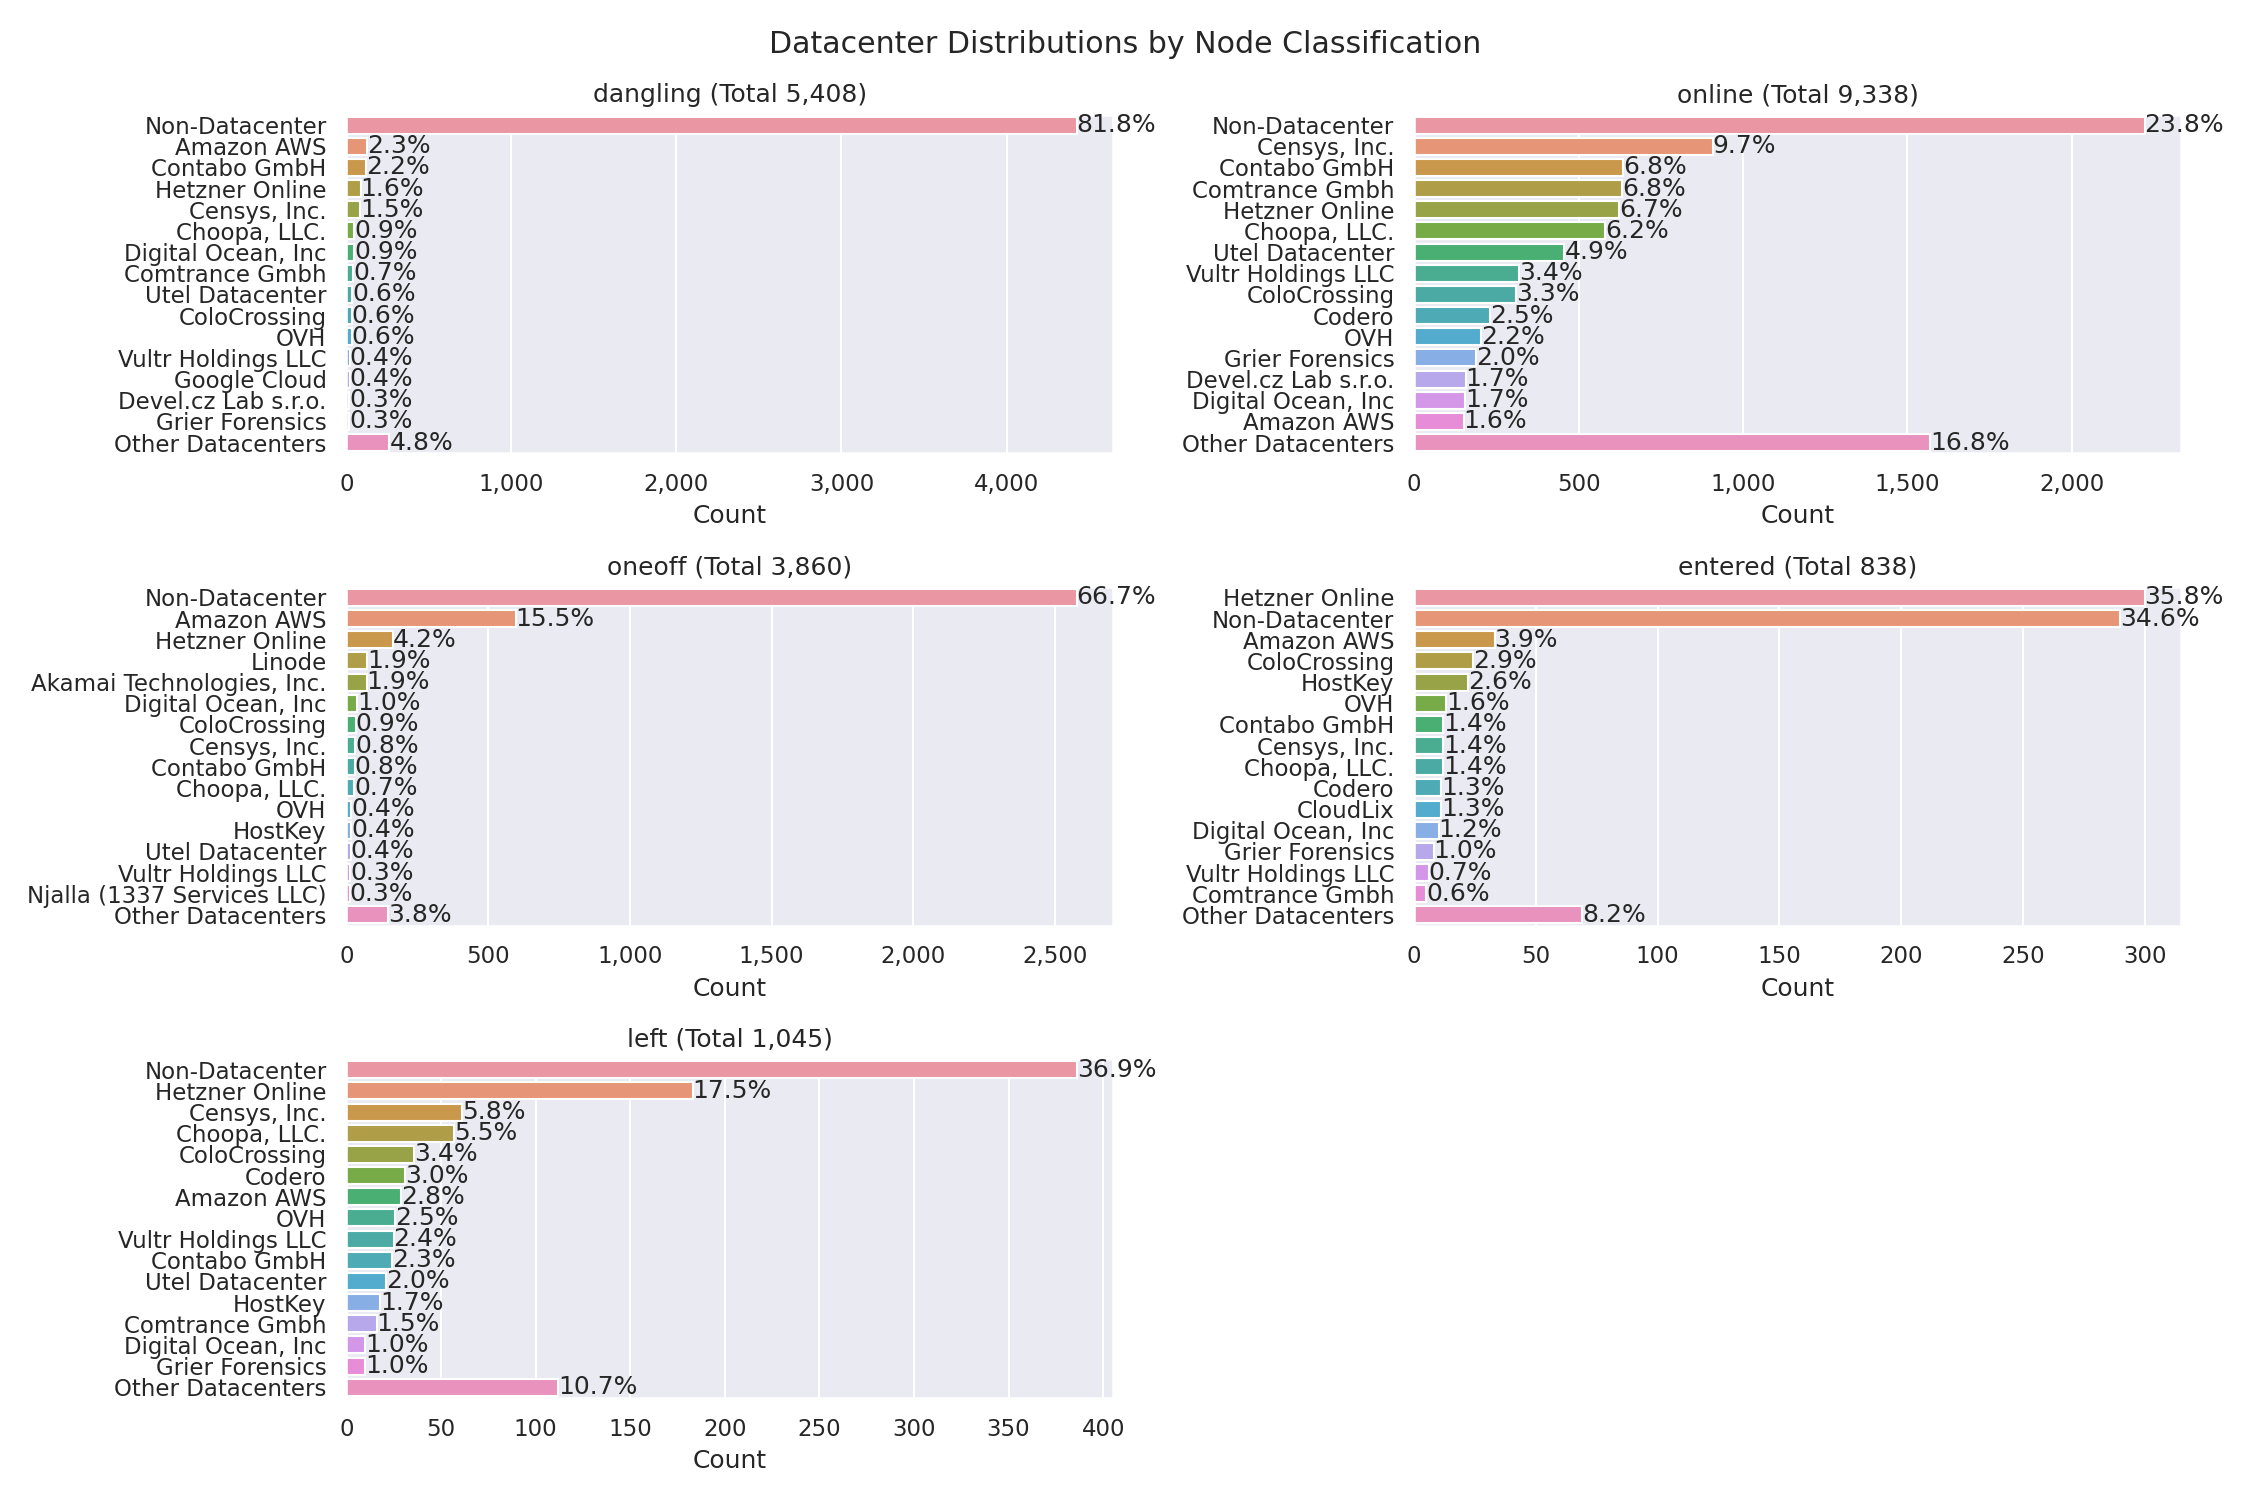 Datacenter Distributions by Node Classification
dangling (Total 5,408)
Non-Datacenter 81.8%
Amazon AWS 2.3%
Contabo GmbH 2.2%
Hetzner Online 1.6%
Censys, Inc. 1.5%
Choopa, LLC. 0.9%
Digital Ocean, Inc 0.9%
Comtrance Gmbh 0.7%
Utel Datacenter 0.6%
ColoCrossing 0.6%
OVH 0.6%
Vultr Holdings LLC 0.4%
Google Cloud 0.4%
Devel.cz Lab s.r.o. 0.3%
Grier Forensics 0.3%
Other Datacenters 4.8%
0 1,000 2,000 3,000 4,000
Count
online (Total 9,338)
Non-Datacenter 23.8%
Censys, Inc. 9.7%
Contabo GmbH 6.8%
Comtrance Gmbh 6.8%
Hetzner Online 6.7%
Choopa, LLC. 6.2%
Utel Datacenter 4.9%
Vultr Holdings LLC 3.4%
ColoCrossing 3.3%
Codero 2.5%
OVH 2.2%
Grier Forensics 2.0%
Devel.cz Lab s.r.o. 1.7%
Digital Ocean, Inc 1.7%
Amazon AWS 1.6%
Other Datacenters 16.8%
0 500 1,000 1,500 2,000
Count
oneoff (Total 3,860)
Non-Datacenter 66.7%
Amazon AWS 15.5%
Hetzner Online 4.2%
Linode 1.9%
Akamai Technologies, Inc. 1.9%
Digital Ocean, Inc 1.0%
ColoCrossing 0.9%
Censys, Inc. 0.8%
Contabo GmbH 0.8%
Choopa, LLC. 0.7%
OVH 0.4%
HostKey 0.4%
Utel Datacenter 0.4%
Vultr Holdings LLC 0.3%
Njalla (1337 Services LLC) 0.3%
Other Datacenters 3.8%
0 500 1,000 1,500 2,000 2,500
Count
entered (Total 838)
Hetzner Online 35.8%
Non-Datacenter 34.6%
Amazon AWS 3.9%
ColoCrossing 2.9%
HostKey 2.6%
OVH 1.6%
Contabo GmbH 1.4%
Censys, Inc. 1.4%
Choopa, LLC. 1.4%
Codero 1.3%
CloudLix 1.3%
Digital Ocean, Inc 1.2%
Grier Forensics 1.0%
Vultr Holdings LLC 0.7%
Comtrance Gmbh 0.6%
Other Datacenters 8.2%
0 50 100 150 200 250 300
Count
left (Total 1,045)
Non-Datacenter 36.9%
Hetzner Online 17.5%
Censys, Inc. 5.8%
Choopa, LLC. 5.5%
ColoCrossing 3.4%
Codero 3.0%
Amazon AWS 2.8%
OVH 2.5%
Vultr Holdings LLC 2.4%
Contabo GmbH 2.3%
Utel Datacenter 2.0%
HostKey 1.7%
Comtrance Gmbh 1.5%
Digital Ocean, Inc 1.0%
Grier Forensics 1.0%
Other Datacenters 10.7%
0 50 100 150 200 250 300 350 400
Count